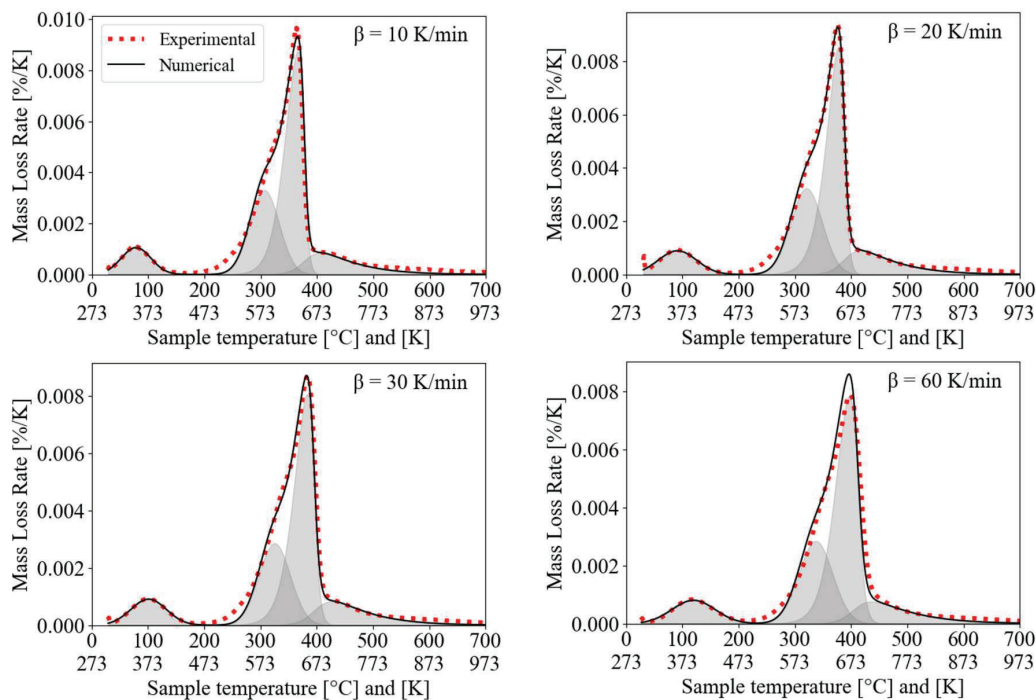 Experimental
Numerical
β = 10 K/min
Mass Loss Rate [%/K]
0.010
0.008
0.006
0.004
0.002
0.000
0 100 200 300 400 500 600 700
273 373 473 573 673 773 873 973
Sample temperature [°C] and [K]
β = 20 K/min
Mass Loss Rate [%/K]
0.008
0.006
0.004
0.002
0.000
0 100 200 300 400 500 600 700
273 373 473 573 673 773 873 973
Sample temperature [°C] and [K]
β = 30 K/min
Mass Loss Rate [%/K]
0.008
0.006
0.004
0.002
0.000
0 100 200 300 400 500 600 700
273 373 473 573 673 773 873 973
Sample temperature [°C] and [K]
β = 60 K/min
Mass Loss Rate [%/K]
0.008
0.006
0.004
0.002
0.000
0 100 200 300 400 500 600 700
273 373 473 573 673 773 873 973
Sample temperature [°C] and [K]